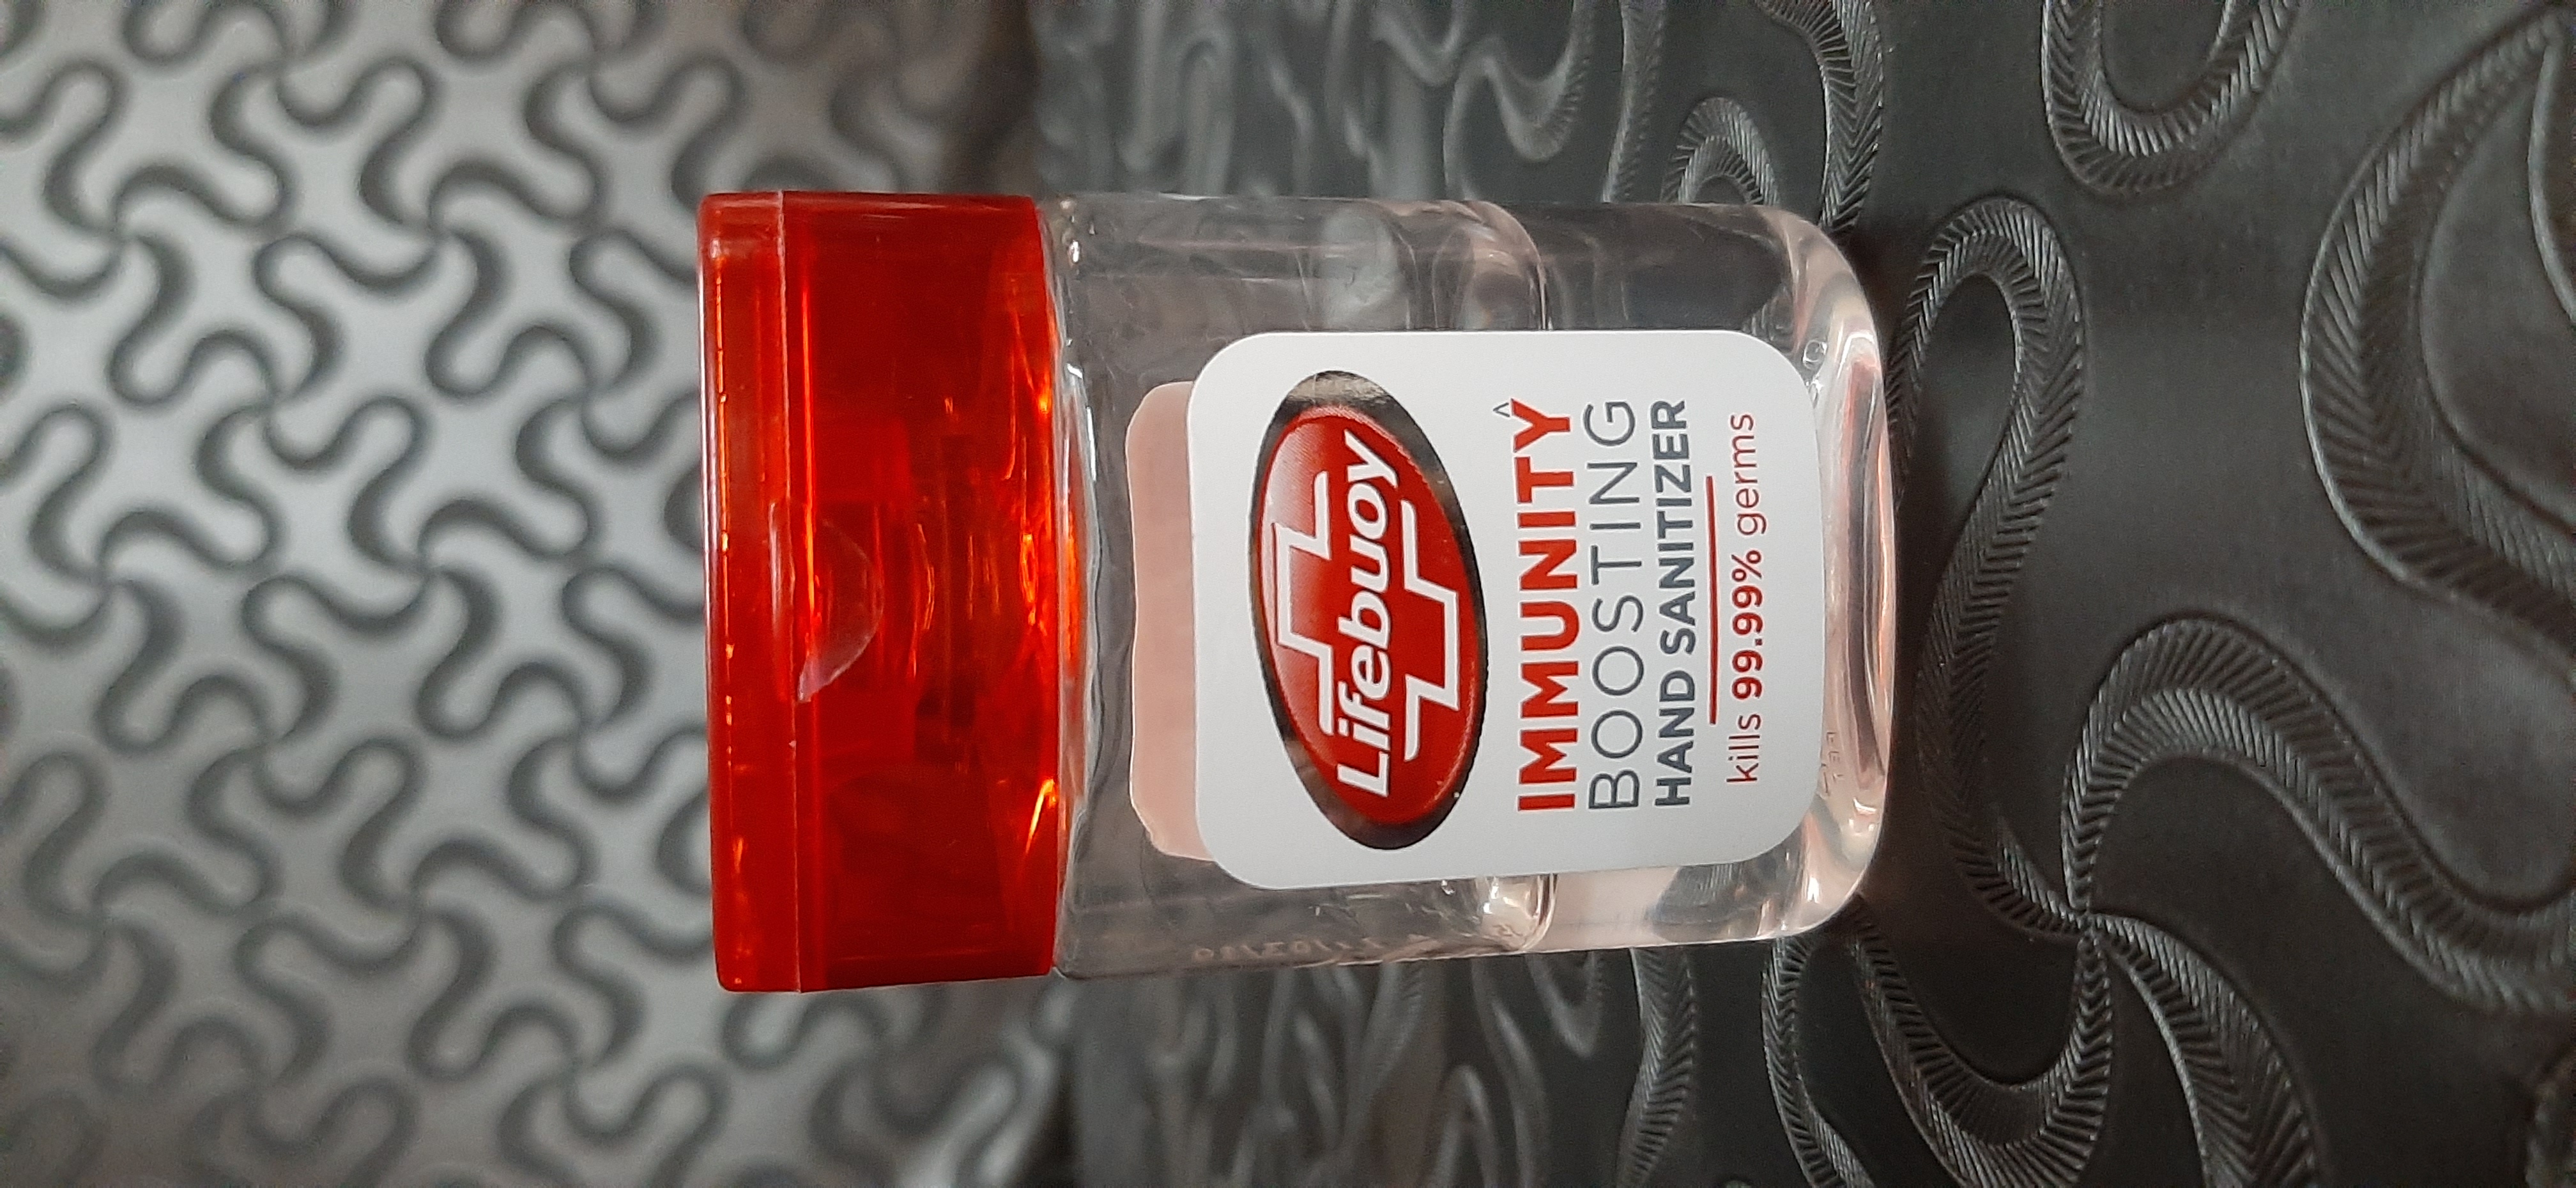 Lifebuoy
IMMUNITY^
BOOSTING
HAND SANITIZER
kills 99.99% germs